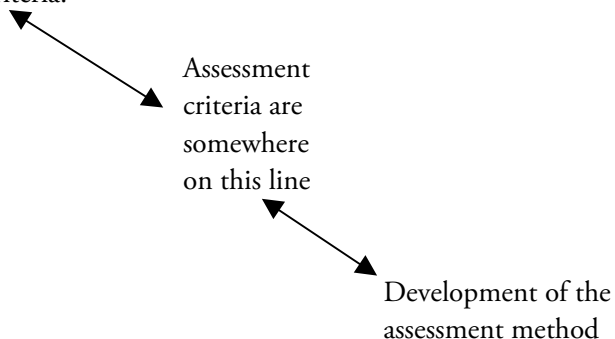 Assessment
criteria are
somewhere
on this line
Development of the
assessment method